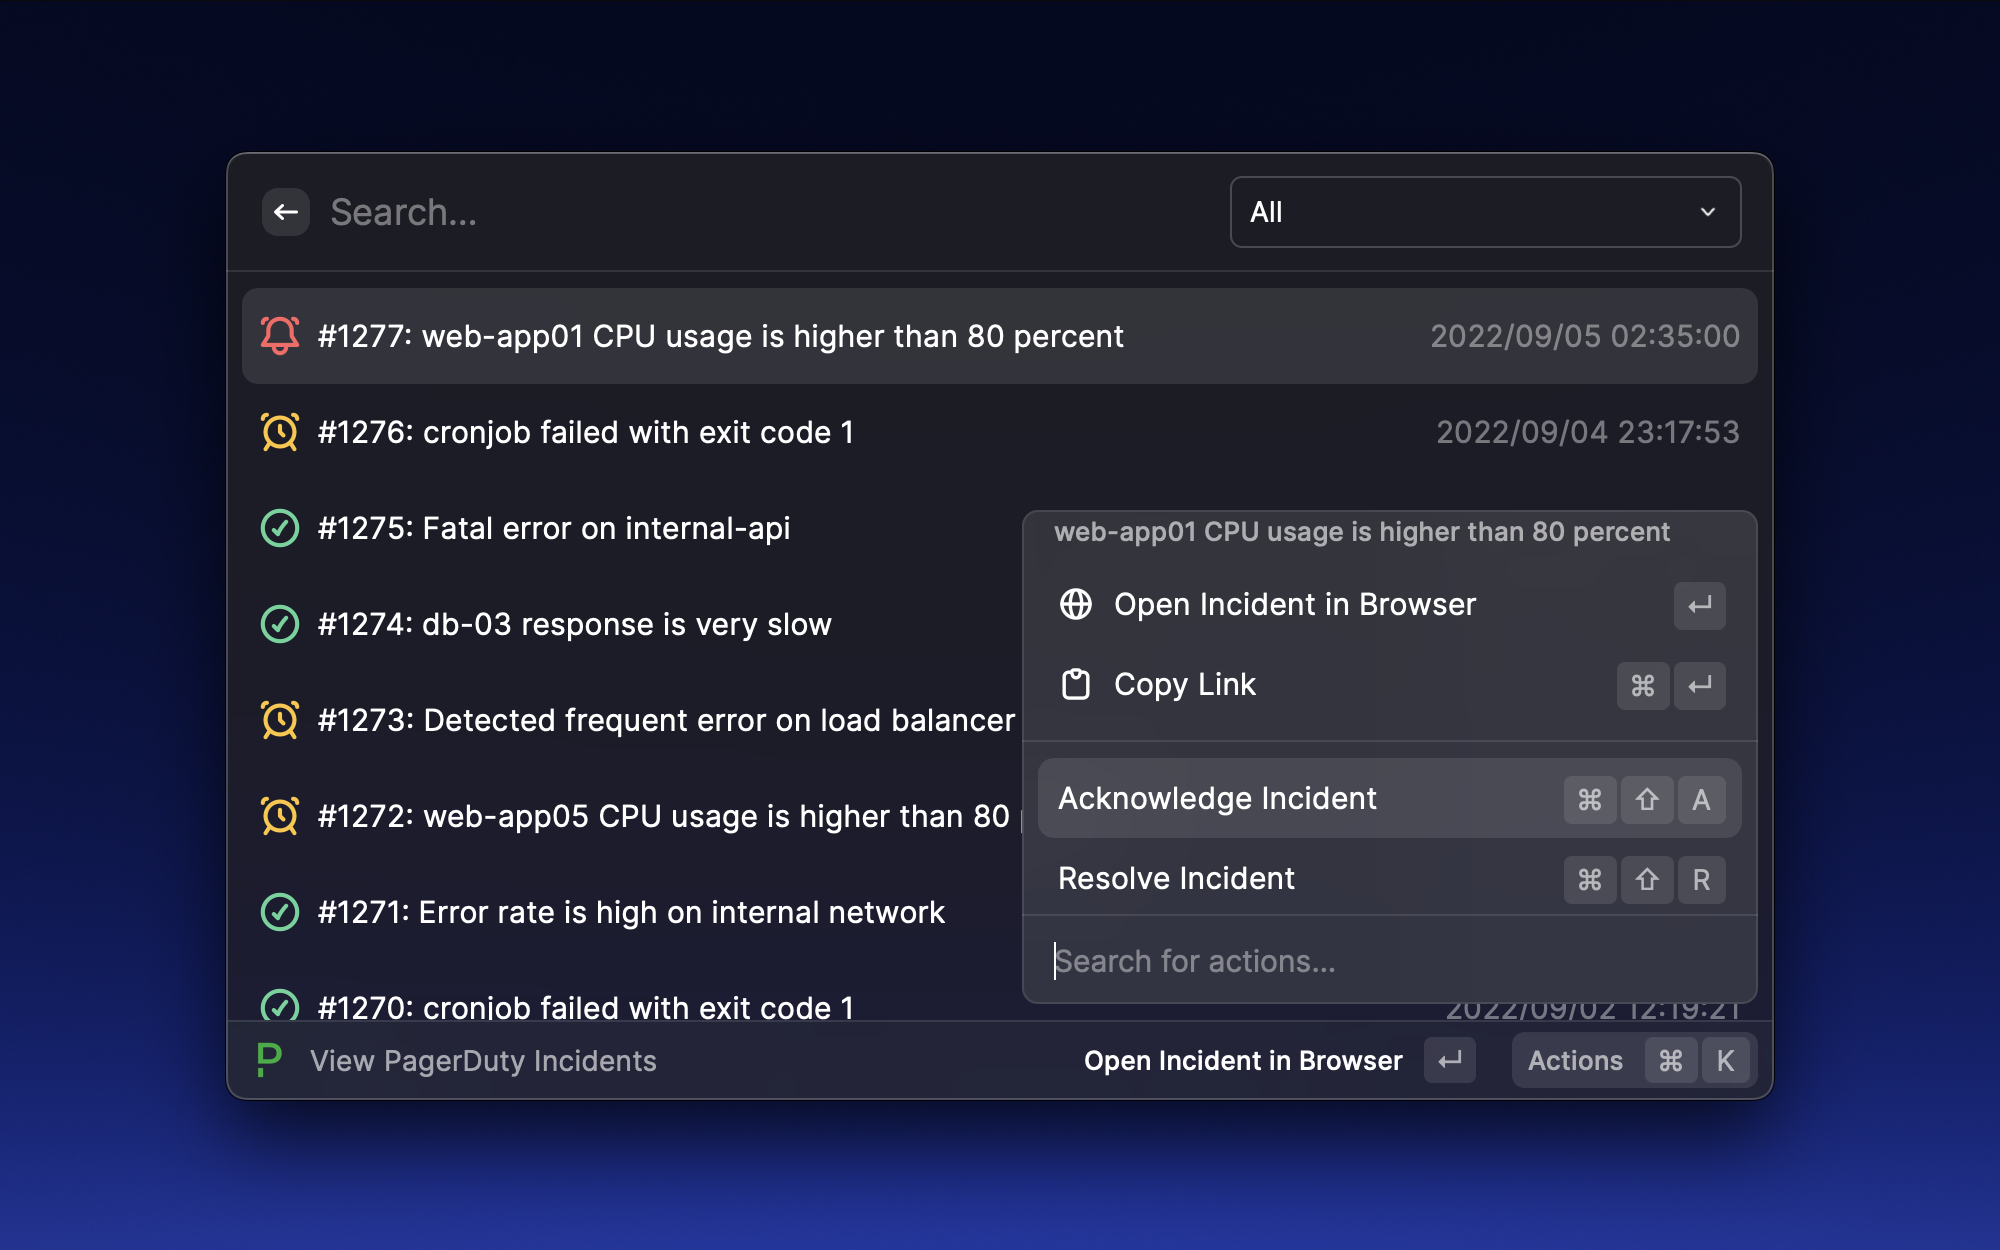 Search...
All
#1277: web-app01 CPU usage is higher than 80 percent 2022/09/05 02:35:00
#1276: cronjob failed with exit code 1 2022/09/04 23:17:53
#1275: Fatal error on internal-api
#1274: db-03 response is very slow
#1273: Detected frequent error on load balancer
#1272: web-app05 CPU usage is higher than 80
#1271: Error rate is high on internal network
#1270: cronjob failed with exit code 1 2022/09/02 12:19:21
web-app01 CPU usage is higher than 80 percent
Open Incident in Browser ↵
Copy Link ⌘ ↵
Acknowledge Incident ⌘ ⇧ A
Resolve Incident ⌘ ⇧ R
Search for actions...
P View PagerDuty Incidents
Open Incident in Browser ↵ Actions ⌘ K